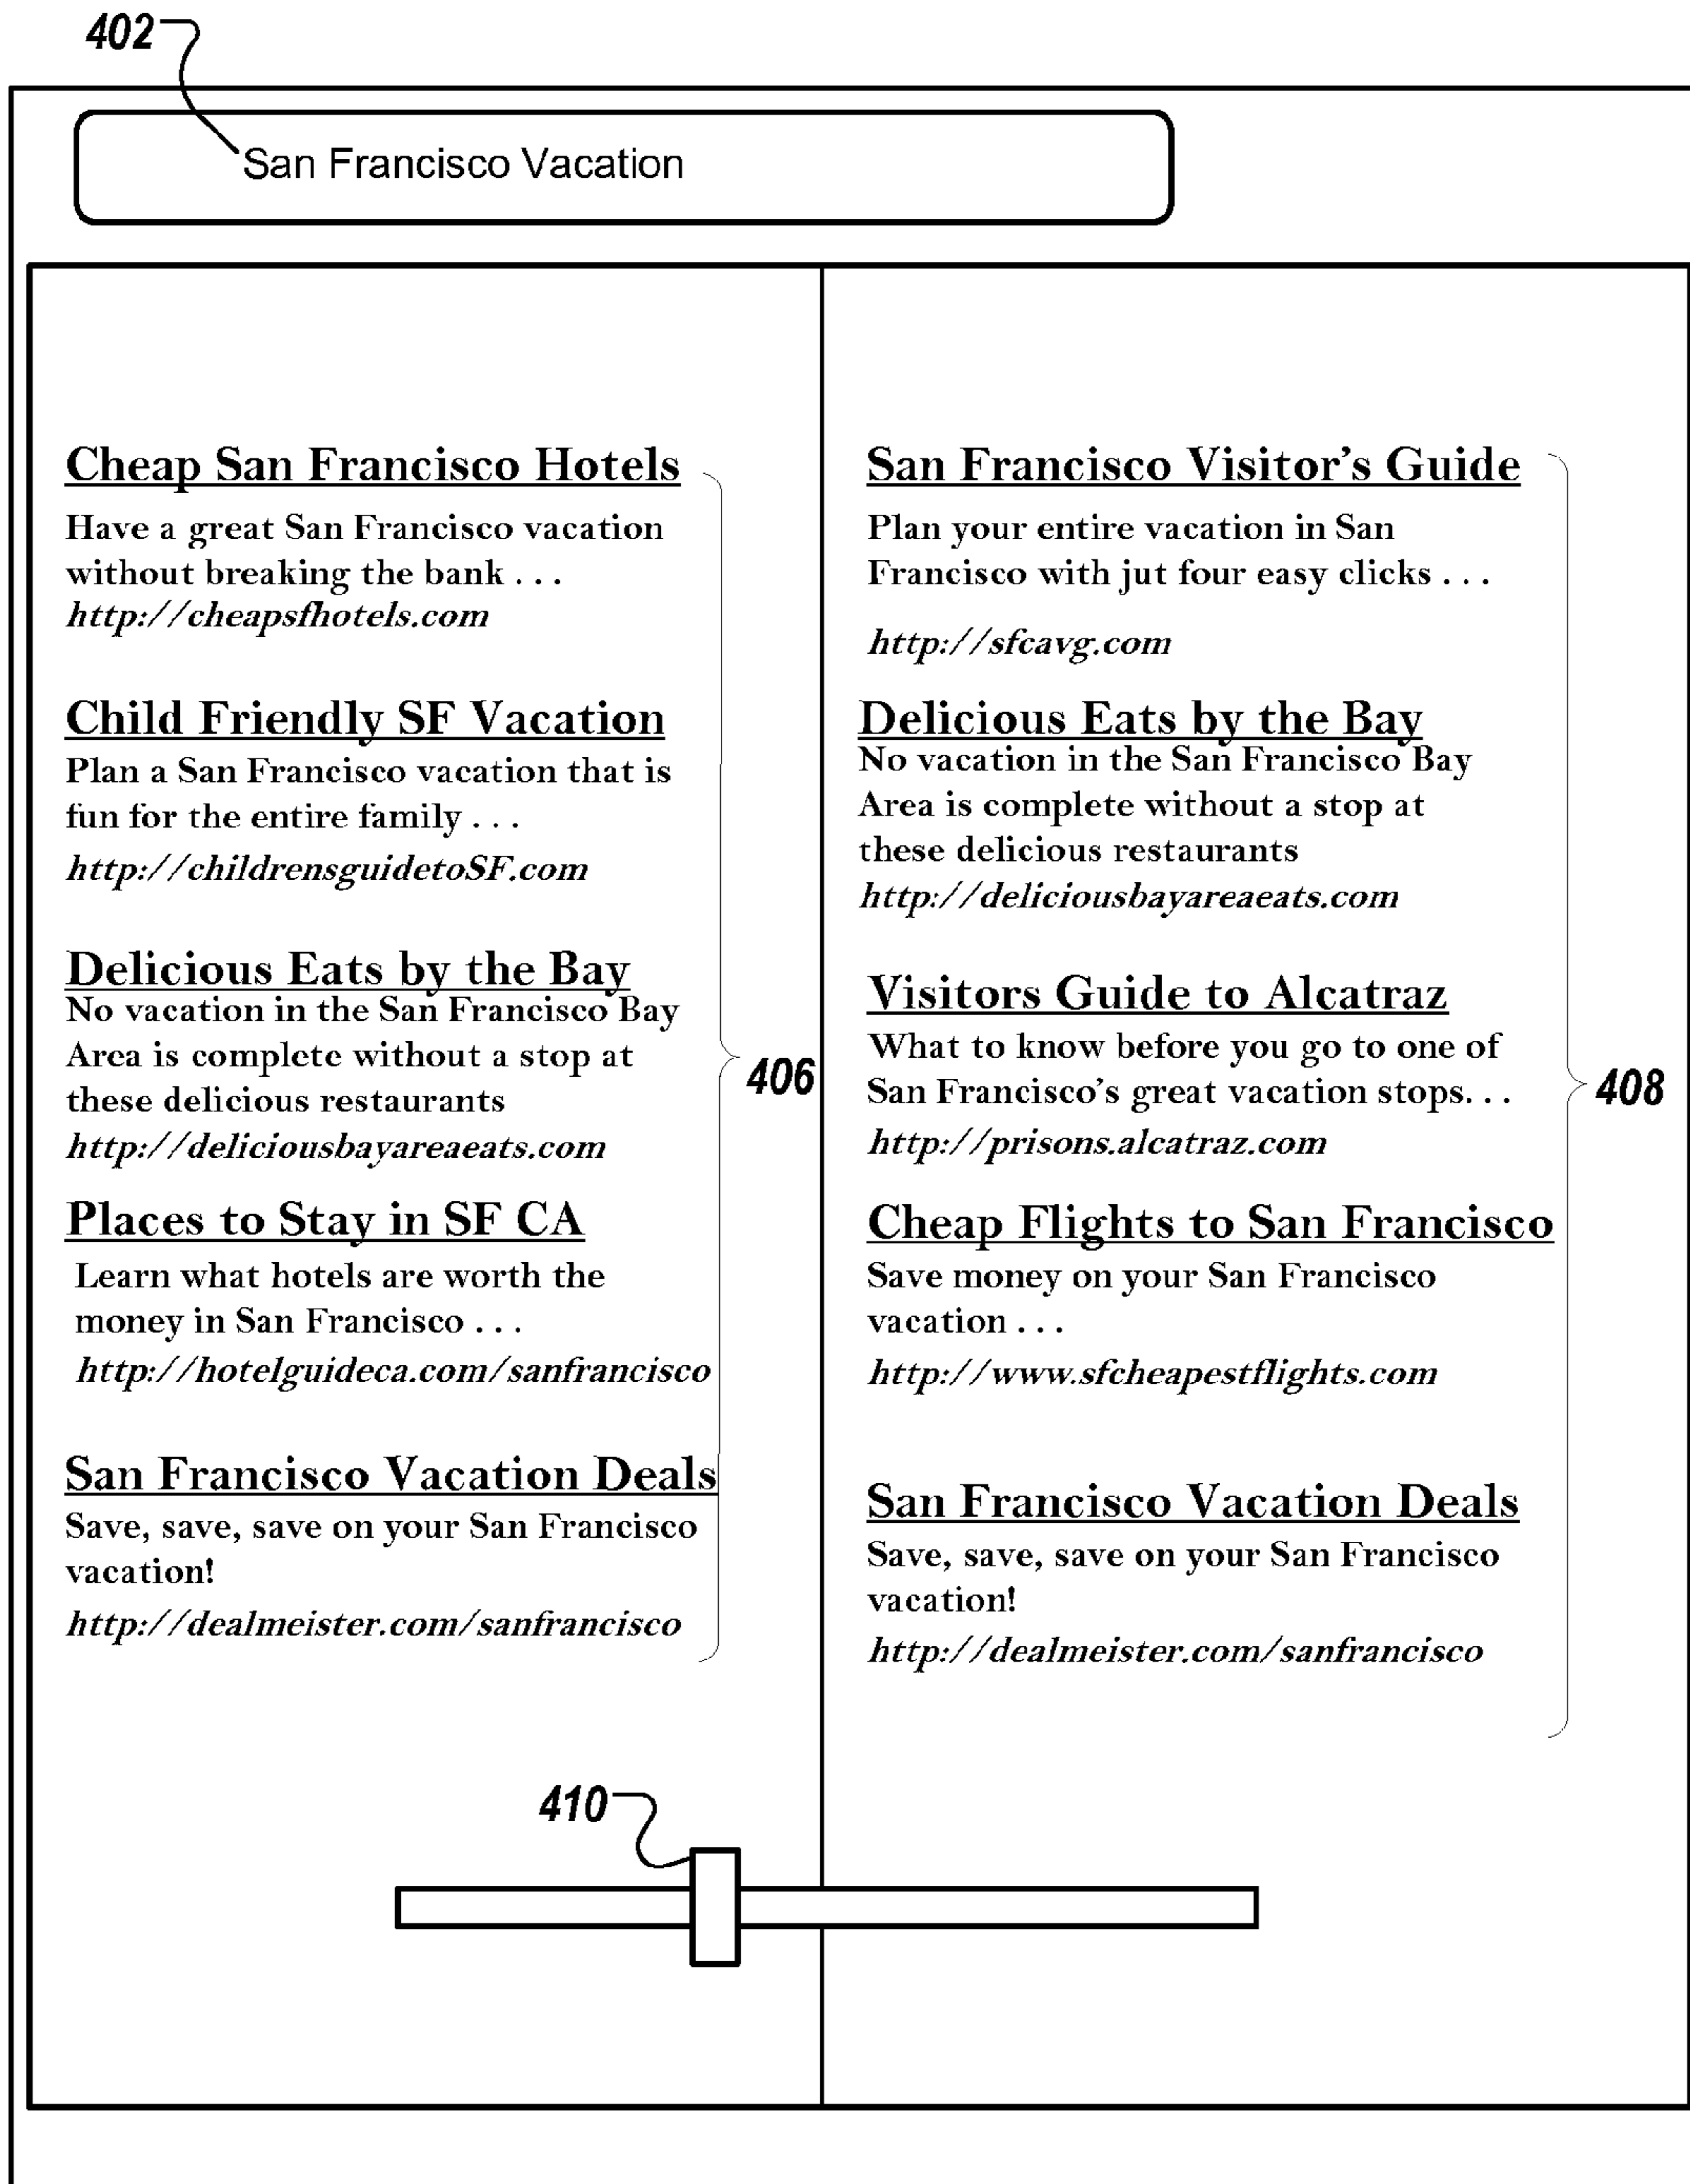 402
San Francisco Vacation
Cheap San Francisco Hotels
Have a great San Francisco vacation
without breaking the bank . . .
http://cheapsfhotels.com
Child Friendly SF Vacation
Plan a San Francisco vacation that is
fun for the entire family . . .
http://childrensguidetoSF.com
Delicious Eats by the Bay
No vacation in the San Francisco Bay
Area is complete without a stop at
these delicious restaurants
http://deliciousbayareaeats.com
Places to Stay in SF CA
Learn what hotels are worth the
money in San Francisco . . .
http://hotelguideca.com/sanfrancisco
San Francisco Vacation Deals
Save, save, save on your San Francisco
vacation!
http://dealmeister.com/sanfrancisco
406
San Francisco Visitor's Guide
Plan your entire vacation in San
Francisco with jut four easy clicks . . .
http://sfcavg.com
Delicious Eats by the Bay
No vacation in the San Francisco Bay
Area is complete without a stop at
these delicious restaurants
http://deliciousbayareaeats.com
Visitors Guide to Alcatraz
What to know before you go to one of
San Francisco's great vacation stops. . .
http://prisons.alcatraz.com
Cheap Flights to San Francisco
Save money on your San Francisco
vacation . . .
http://www.sfcheapestflights.com
San Francisco Vacation Deals
Save, save, save on your San Francisco
vacation!
http://dealmeister.com/sanfrancisco
408
410